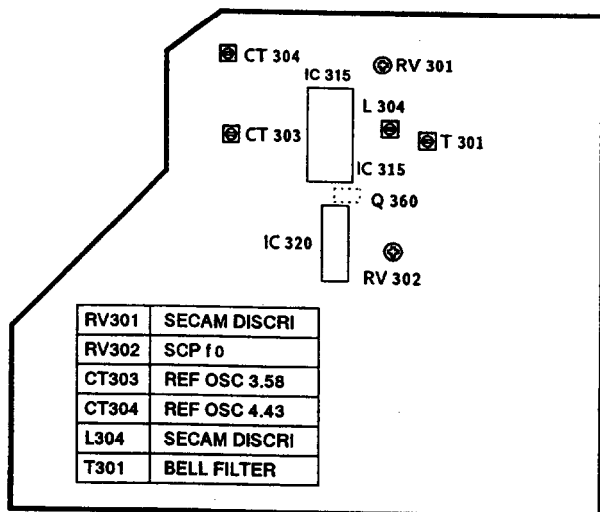 CT 304
RV 301
IC 315
L 304
CT 303
T 301
IC 315
Q 360
IC 320
RV 302
RV301 SECAM DISCRI
RV302 SCP f 0
CT303 REF OSC 3.58
CT304 REF OSC 4.43
L304 SECAM DISCRI
T301 BELL FILTER